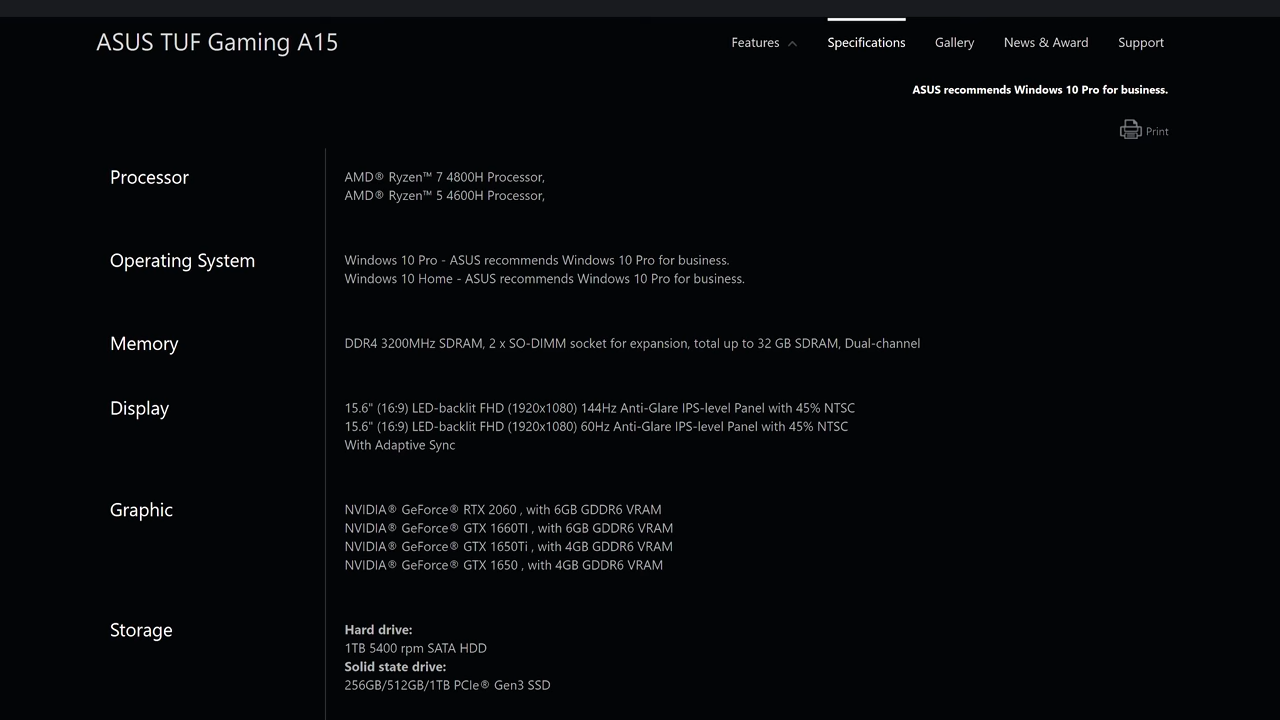 ASUS TUF Gaming A15
Features
Specifications
Gallery
News & Award
Support
ASUS recommends Windows 10 Pro for business.
Print
Processor
AMD® Ryzen™ 7 4800H Processor,
AMD® Ryzen™ 5 4600H Processor,
Operating System
Windows 10 Pro - ASUS recommends Windows 10 Pro for business.
Windows 10 Home - ASUS recommends Windows 10 Pro for business.
Memory
DDR4 3200MHz SDRAM, 2 x SO-DIMM socket for expansion, total up to 32 GB SDRAM, Dual-channel
Display
15.6" (16:9) LED-backlit FHD (1920x1080) 144Hz Anti-Glare IPS-level Panel with 45% NTSC
15.6" (16:9) LED-backlit FHD (1920x1080) 60Hz Anti-Glare IPS-level Panel with 45% NTSC
With Adaptive Sync
Graphic
NVIDIA® GeForce® RTX 2060 , with 6GB GDDR6 VRAM
NVIDIA® GeForce® GTX 1660TI , with 6GB GDDR6 VRAM
NVIDIA® GeForce® GTX 1650Ti , with 4GB GDDR6 VRAM
NVIDIA® GeForce® GTX 1650 , with 4GB GDDR6 VRAM
Storage
Hard drive:
1TB 5400 rpm SATA HDD
Solid state drive:
256GB/512GB/1TB PCIe® Gen3 SSD